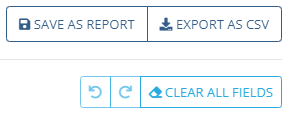 SAVE AS REPORT EXPORT AS CSV
CLEAR ALL FIELDS